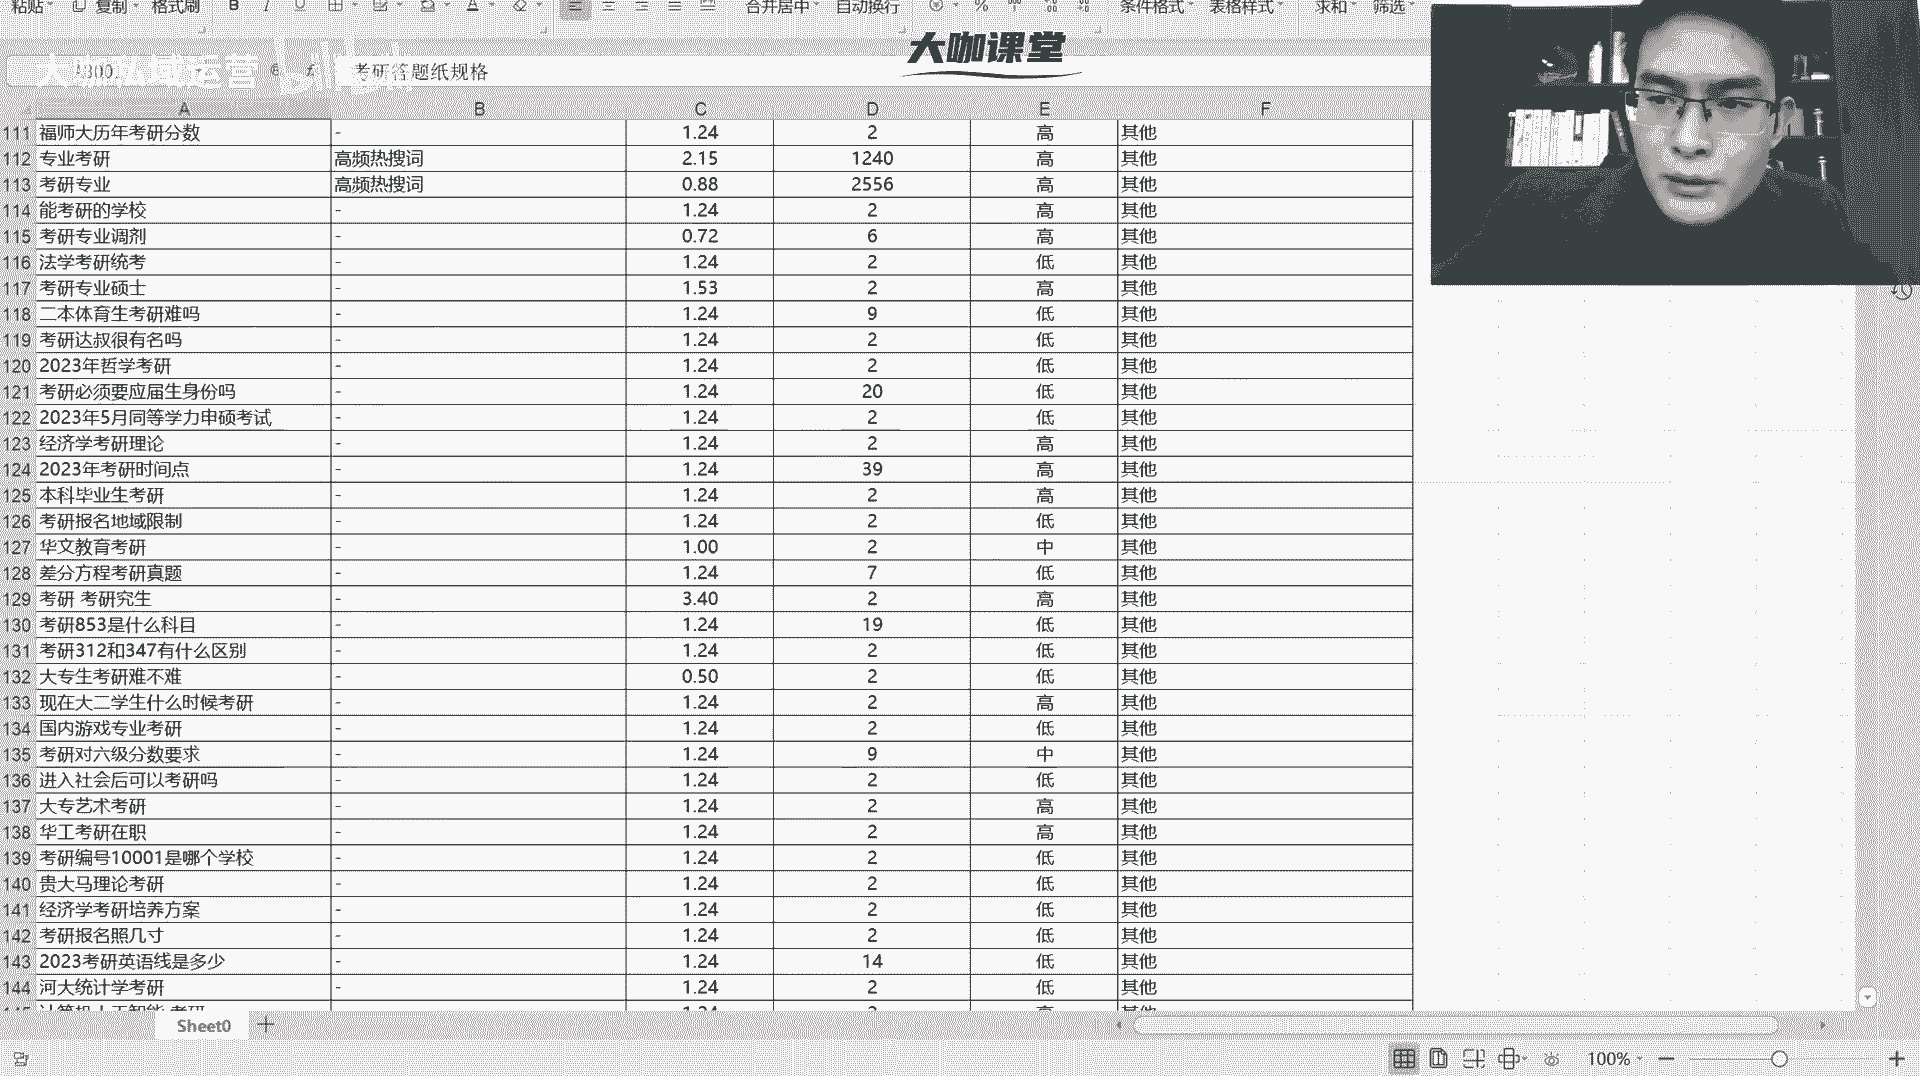 粘贴 复制 格式刷 B I U 合并居中 自动换行 % 条件格式 表格样式 求和 筛选
大咖课堂
大咖私域运营 bilibili
考研答题纸规格
A B C D E F
111 福师大历年考研分数 - 1.24 2 高 其他
112 专业考研 高频热搜词 2.15 1240 高 其他
113 考研专业 高频热搜词 0.88 2556 高 其他
114 能考研的学校 - 1.24 2 高 其他
115 考研专业调剂 - 0.72 6 高 其他
116 法学考研统考 - 1.24 2 低 其他
117 考研专业硕士 - 1.53 2 高 其他
118 二本体育生考研难吗 - 1.24 9 低 其他
119 考研达叔很有名吗 - 1.24 2 低 其他
120 2023年哲学考研 - 1.24 2 低 其他
121 考研必须要应届生身份吗 - 1.24 20 低 其他
122 2023年5月同等学力申硕考试 - 1.24 2 低 其他
123 经济学考研理论 - 1.24 2 高 其他
124 2023年考研时间点 - 1.24 39 高 其他
125 本科毕业生考研 - 1.24 2 高 其他
126 考研报名地域限制 - 1.24 2 低 其他
127 华文教育考研 - 1.00 2 中 其他
128 差分方程考研真题 - 1.24 7 低 其他
129 考研 考研究生 - 3.40 2 高 其他
130 考研853是什么科目 - 1.24 19 低 其他
131 考研312和347有什么区别 - 1.24 2 低 其他
132 大专生考研难不难 - 0.50 2 低 其他
133 现在大二学生什么时候考研 - 1.24 2 高 其他
134 国内游戏专业考研 - 1.24 2 低 其他
135 考研对六级分数要求 - 1.24 9 中 其他
136 进入社会后可以考研吗 - 1.24 2 低 其他
137 大专艺术考研 - 1.24 2 高 其他
138 华工考研在职 - 1.24 2 高 其他
139 考研编号10001是哪个学校 - 1.24 2 低 其他
140 贵大马理论考研 - 1.24 2 低 其他
141 经济学考研培养方案 - 1.24 2 低 其他
142 考研报名照几寸 - 1.24 2 低 其他
143 2023考研英语线是多少 - 1.24 14 低 其他
144 河大统计学考研 - 1.24 2 低 其他
Sheet0
100%